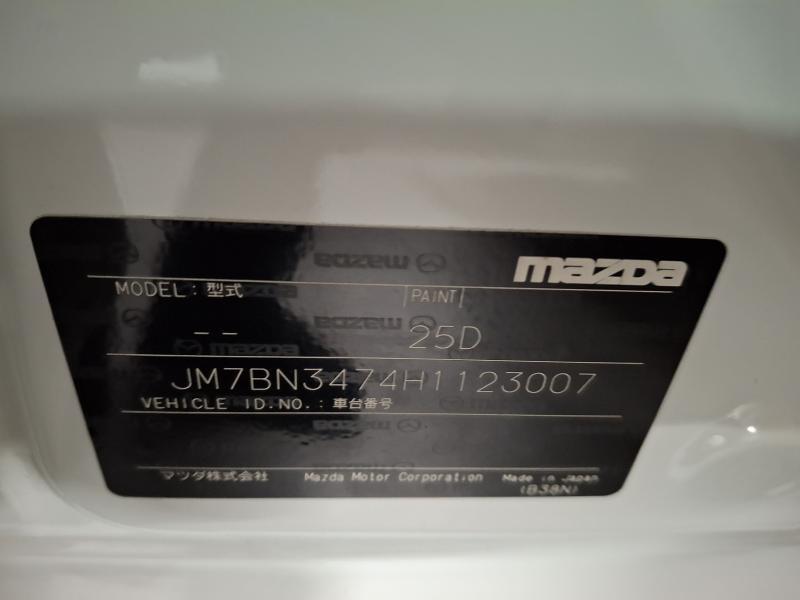 mazda
MODEL: 型式 PAINT
-- 25D
JM7BN3474H1123007
VEHICLE ID.NO.: 車台番号
マツダ株式会社 Mazda Motor Corporation Made in JAPAN
(B38N)